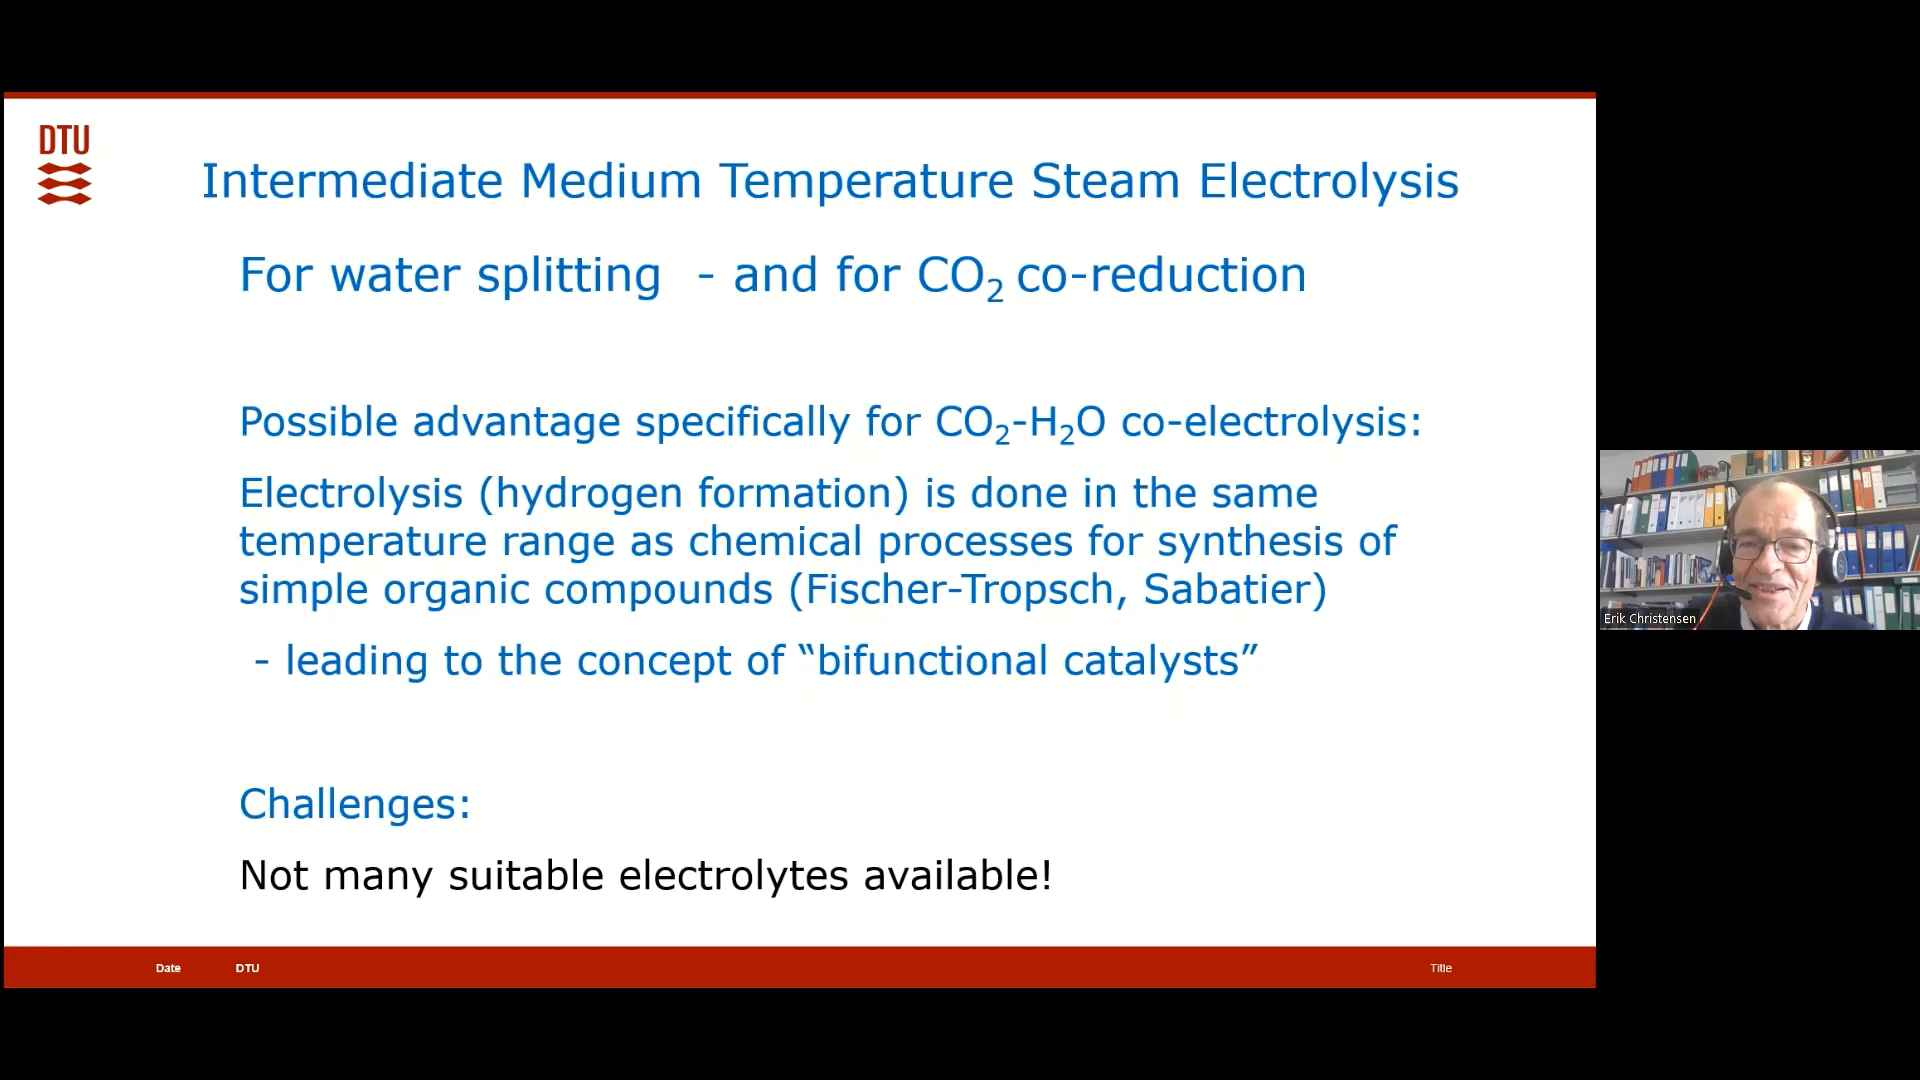 DTU
Intermediate Medium Temperature Steam Electrolysis
For water splitting  - and for CO₂ co-reduction
Possible advantage specifically for CO₂-H₂O co-electrolysis:
Electrolysis (hydrogen formation) is done in the same
temperature range as chemical processes for synthesis of
simple organic compounds (Fischer-Tropsch, Sabatier)
- leading to the concept of “bifunctional catalysts”
Challenges:
Not many suitable electrolytes available!
Date DTU Title
Erik Christensen